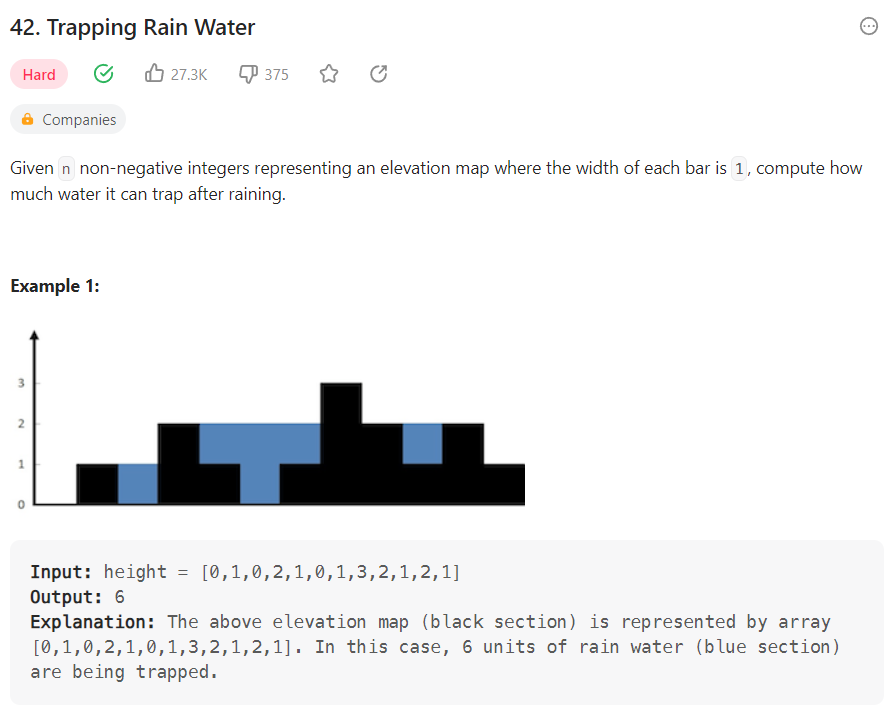 42. Trapping Rain Water
Hard 27.3K 375
Companies
Given n non-negative integers representing an elevation map where the width of each bar is 1, compute how
much water it can trap after raining.
Example 1:
3
2
1
0
Input: height = [0,1,0,2,1,0,1,3,2,1,2,1]
Output: 6
Explanation: The above elevation map (black section) is represented by array
[0,1,0,2,1,0,1,3,2,1,2,1]. In this case, 6 units of rain water (blue section)
are being trapped.